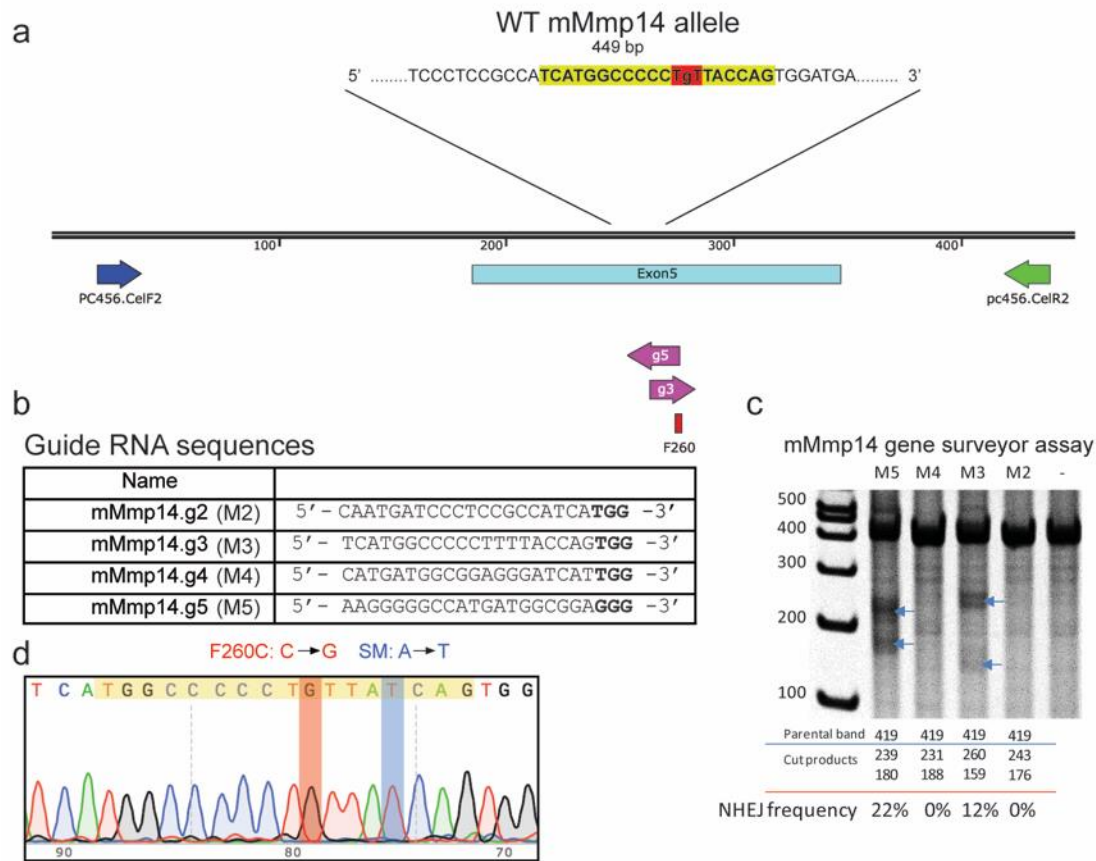 a
WT mMmp14 allele
449 bp
5' ........TCCCTCCGCCATCATGGCCCCCTgTTACCAGTGGATGA......... 3'
100 200 300 400
Exon5
PC456.CelF2
pc456.CelR2
g5
g3
F260
b
Guide RNA sequences
Name
mMmp14.g2 (M2) 5'- CAATGATCCCTCCGCCATCATGG -3'
mMmp14.g3 (M3) 5'- TCATGGCCCCCTTTTACCAGTGG -3'
mMmp14.g4 (M4) 5'- CATGATGGCGGAGGGATCATTGG -3'
mMmp14.g5 (M5) 5'- AAGGGGGCCATGATGGCGGAGGG -3'
c
mMmp14 gene surveyor assay
M5 M4 M3 M2 -
500
400
300
200
100
Parental band 419 419 419 419
Cut products 239 231 260 243
180 188 159 176
NHEJ frequency 22% 0% 12% 0%
d
F260C: C→G SM: A→T
T C A T G G C C C C C T G T T A T C A G T G G
90 80 70